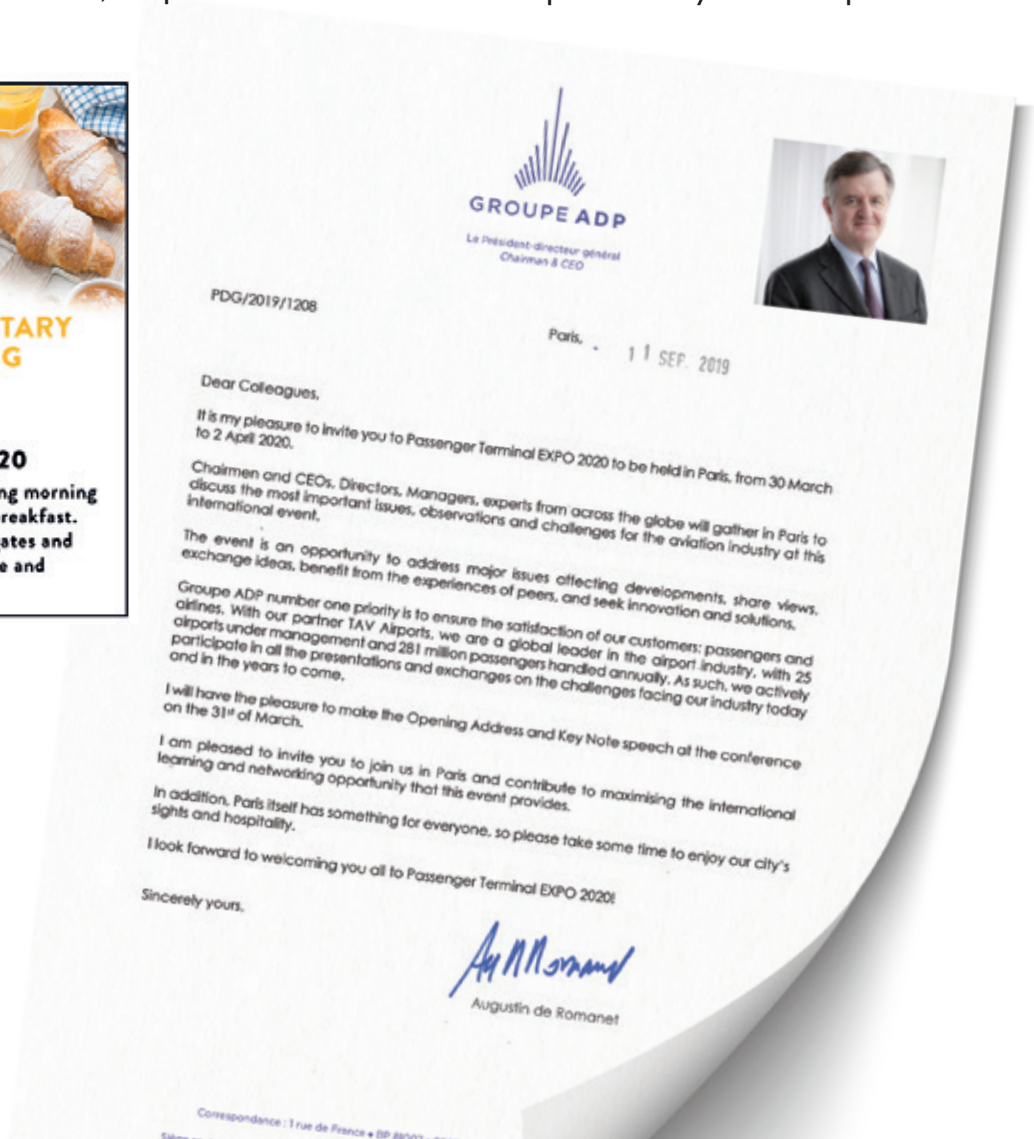 TARY
G
20
ng morning
reakfast.
ates and
e and
GROUPE ADP
Le Président-directeur général
Chairman & CEO
PDG/2019/1208
Paris, 11 SEP. 2019
Dear Colleagues,
It is my pleasure to invite you to Passenger Terminal EXPO 2020 to be held in Paris, from 30 March
to 2 April 2020.
Chairmen and CEOs, Directors, Managers, experts from across the globe will gather in Paris to
discuss the most important issues, observations and challenges for the aviation industry at this
international event.
The event is an opportunity to address major issues affecting developments, share views,
exchange ideas, benefit from the experiences of peers, and seek innovation and solutions.
Groupe ADP number one priority is to ensure the satisfaction of our customers: passengers and
airlines. With our partner TAV Airports, we are a global leader in the airport industry, with 25
airports under management and 281 million passengers handled annually. As such, we actively
participate in all the presentations and exchanges on the challenges facing our industry today
and in the years to come.
I will have the pleasure to make the Opening Address and Key Note speech at the conference
on the 31st of March.
I am pleased to invite you to join us in Paris and contribute to maximising the international
learning and networking opportunity that this event provides.
In addition, Paris itself has something for everyone, so please take some time to enjoy our city's
sights and hospitality.
I look forward to welcoming you all to Passenger Terminal EXPO 2020!
Sincerely yours,
Augustin de Romanet
Correspondance : 1 rue de France • BP